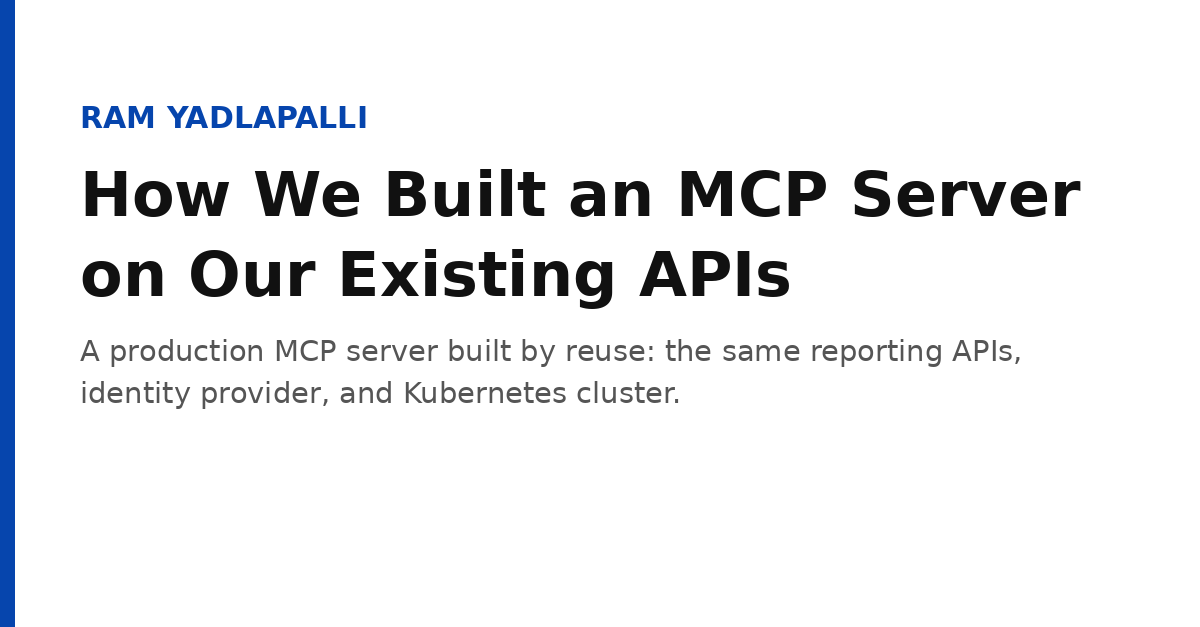 RAM YADLAPALLI
How We Built an MCP Server
on Our Existing APIs
A production MCP server built by reuse: the same reporting APIs,
identity provider, and Kubernetes cluster.